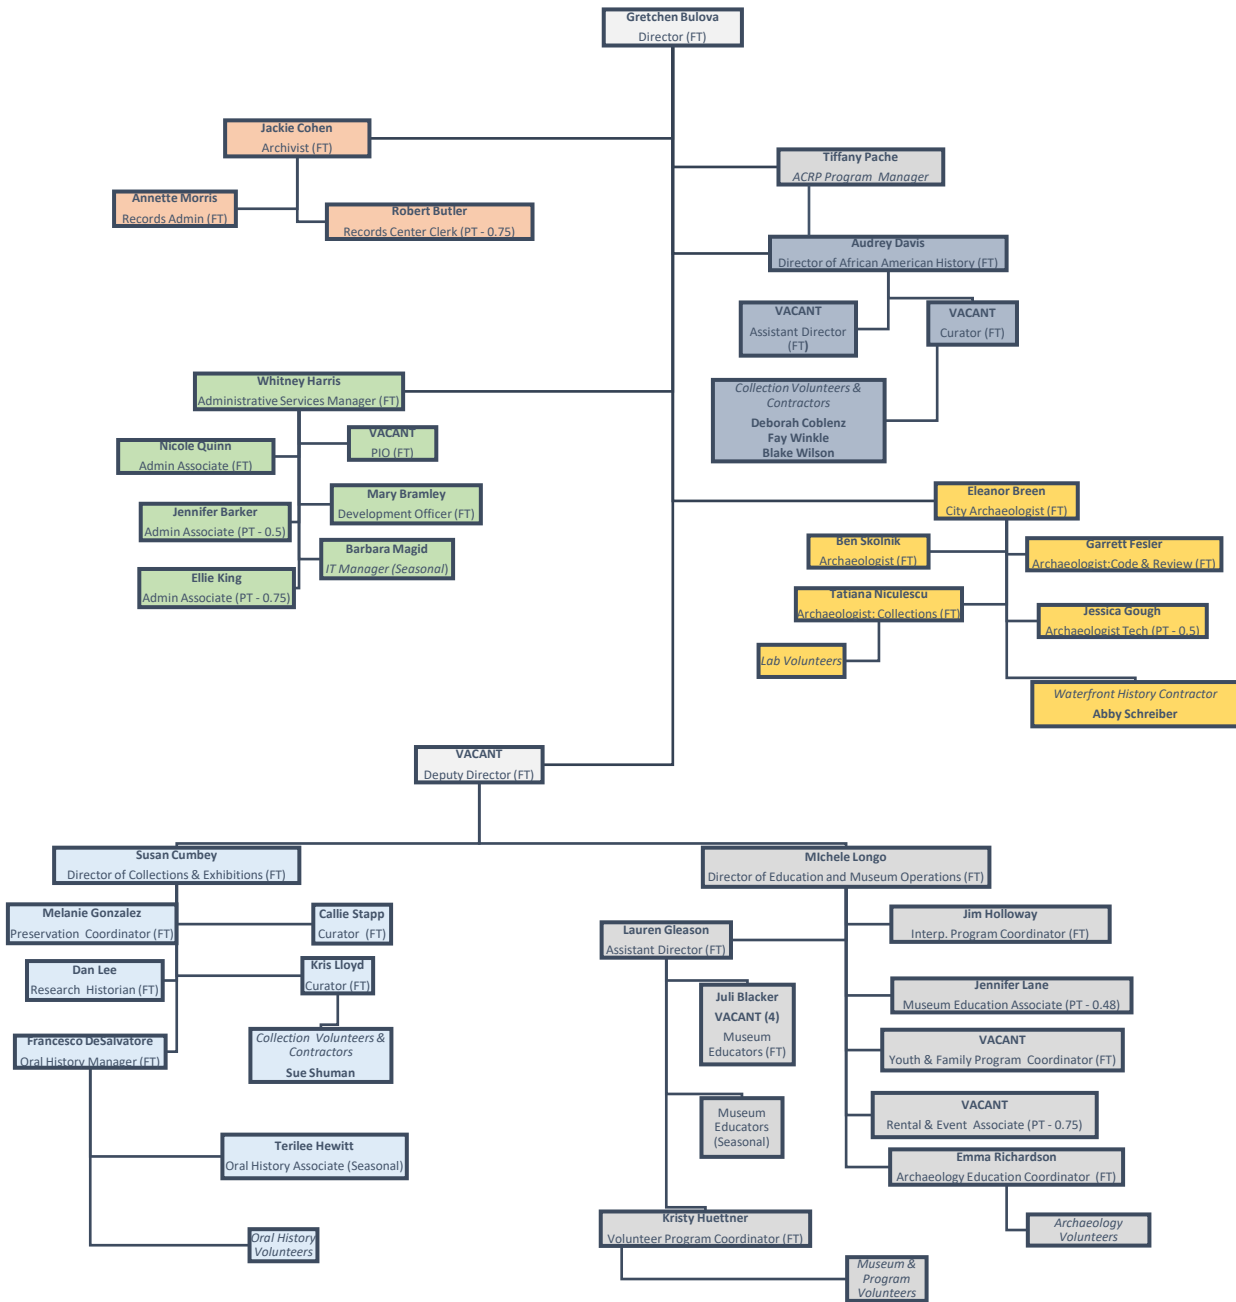 Gretchen Bulova
Director (FT)
Jackie Cohen
Archivist (FT)
Annette Morris
Records Admin (FT)
Robert Butler
Records Center Clerk (PT - 0.75)
Tiffany Pache
ACRP Program Manager
Audrey Davis
Director of African American History (FT)
VACANT
Assistant Director
(FT)
VACANT
Curator (FT)
Collection Volunteers &
Contractors
Deborah Coblenz
Fay Winkle
Blake Wilson
Whitney Harris
Administrative Services Manager (FT)
Nicole Quinn
Admin Associate (FT)
VACANT
PIO (FT)
Jennifer Barker
Admin Associate (PT - 0.5)
Mary Bramley
Development Officer (FT)
Barbara Magid
IT Manager (Seasonal)
Ellie King
Admin Associate (PT - 0.75)
Eleanor Breen
City Archaeologist (FT)
Ben Skolnik
Archaeologist (FT)
Garrett Fesler
Archaeologist:Code & Review (FT)
Tatiana Niculescu
Archaeologist: Collections (FT)
Jessica Gough
Archaeologist Tech (PT - 0.5)
Lab Volunteers
Waterfront History Contractor
Abby Schreiber
VACANT
Deputy Director (FT)
Susan Cumbey
Director of Collections & Exhibitions (FT)
Melanie Gonzalez
Preservation Coordinator (FT)
Callie Stapp
Curator (FT)
Dan Lee
Research Historian (FT)
Kris Lloyd
Curator (FT)
Francesco DeSalvatore
Oral History Manager (FT)
Collection Volunteers &
Contractors
Sue Shuman
Terilee Hewitt
Oral History Associate (Seasonal)
Oral History
Volunteers
MIchele Longo
Director of Education and Museum Operations (FT)
Lauren Gleason
Assistant Director (FT)
Jim Holloway
Interp. Program Coordinator (FT)
Juli Blacker
VACANT (4)
Museum
Educators (FT)
Jennifer Lane
Museum Education Associate (PT - 0.48)
VACANT
Youth & Family Program Coordinator (FT)
Museum
Educators
(Seasonal)
VACANT
Rental & Event Associate (PT - 0.75)
Emma Richardson
Archaeology Education Coordinator (FT)
Kristy Huettner
Volunteer Program Coordinator (FT)
Archaeology
Volunteers
Museum &
Program
Volunteers